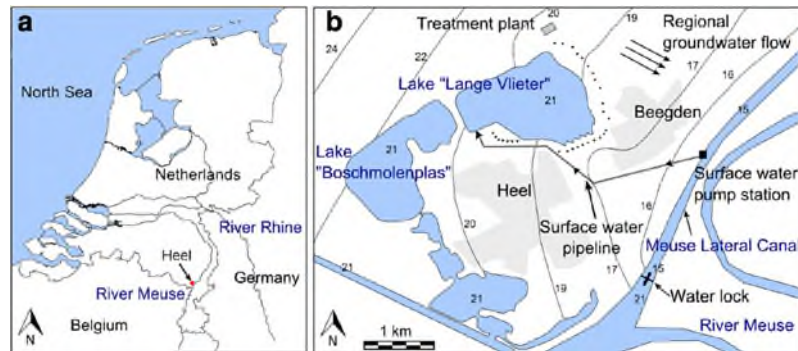 a
North Sea
Netherlands
River Rhine
Heel
River Meuse
Germany
Belgium
N
b
24
22
Treatment plant
20
19
Regional
groundwater flow
17
16
15
Lake "Lange Vlieter"
21
Beegden
Lake
"Boschmolenplas"
21
Heel
Surface water
pump station
Surface water
pipeline
16
Meuse Lateral Canal
20
19
17
15
21
Water lock
21
21
River Meuse
N
1 km